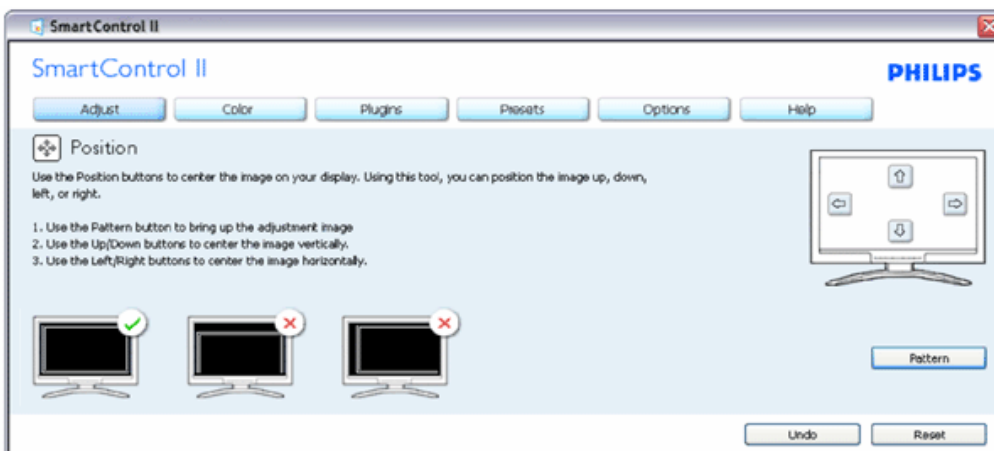 SmartControl II
SmartControl II
PHILIPS
Adjust Color Plugins Presets Options Help
Position
Use the Position buttons to center the image on your display. Using this tool, you can position the image up, down,
left, or right.
1. Use the Pattern button to bring up the adjustment image
2. Use the Up/Down buttons to center the image vertically.
3. Use the Left/Right buttons to center the image horizontally.
Pattern
Undo Reset